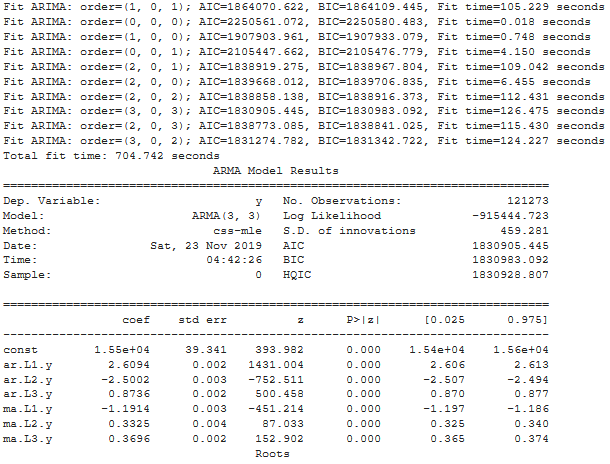 Fit ARIMA: order=(1, 0, 1); AIC=1864070.622, BIC=1864109.445, Fit time=105.229 seconds
Fit ARIMA: order=(0, 0, 0); AIC=2250561.072, BIC=2250580.483, Fit time=0.018 seconds
Fit ARIMA: order=(1, 0, 0); AIC=1907903.961, BIC=1907933.079, Fit time=0.748 seconds
Fit ARIMA: order=(0, 0, 1); AIC=2105447.662, BIC=2105476.779, Fit time=4.150 seconds
Fit ARIMA: order=(2, 0, 1); AIC=1838919.275, BIC=1838967.804, Fit time=109.042 seconds
Fit ARIMA: order=(2, 0, 0); AIC=1839668.012, BIC=1839706.835, Fit time=6.455 seconds
Fit ARIMA: order=(2, 0, 2); AIC=1838858.138, BIC=1838916.373, Fit time=112.431 seconds
Fit ARIMA: order=(3, 0, 3); AIC=1830905.445, BIC=1830983.092, Fit time=126.475 seconds
Fit ARIMA: order=(2, 0, 3); AIC=1838773.085, BIC=1838841.025, Fit time=115.430 seconds
Fit ARIMA: order=(3, 0, 2); AIC=1831274.782, BIC=1831342.722, Fit time=124.227 seconds
Total fit time: 704.742 seconds
ARMA Model Results
==============================================================================
Dep. Variable: y No. Observations: 121273
Model: ARMA(3, 3) Log Likelihood -915444.723
Method: css-mle S.D. of innovations 459.281
Date: Sat, 23 Nov 2019 AIC 1830905.445
Time: 04:42:26 BIC 1830983.092
Sample: 0 HQIC 1830928.807
==============================================================================
coef std err z P>|z| [0.025 0.975]
------------------------------------------------------------------------------
const 1.55e+04 39.341 393.982 0.000 1.54e+04 1.56e+04
ar.L1.y 2.6094 0.002 1431.004 0.000 2.606 2.613
ar.L2.y -2.5002 0.003 -752.511 0.000 -2.507 -2.494
ar.L3.y 0.8736 0.002 500.458 0.000 0.870 0.877
ma.L1.y -1.1914 0.003 -451.214 0.000 -1.197 -1.186
ma.L2.y 0.3325 0.004 87.033 0.000 0.325 0.340
ma.L3.y 0.3696 0.002 152.902 0.000 0.365 0.374
Roots